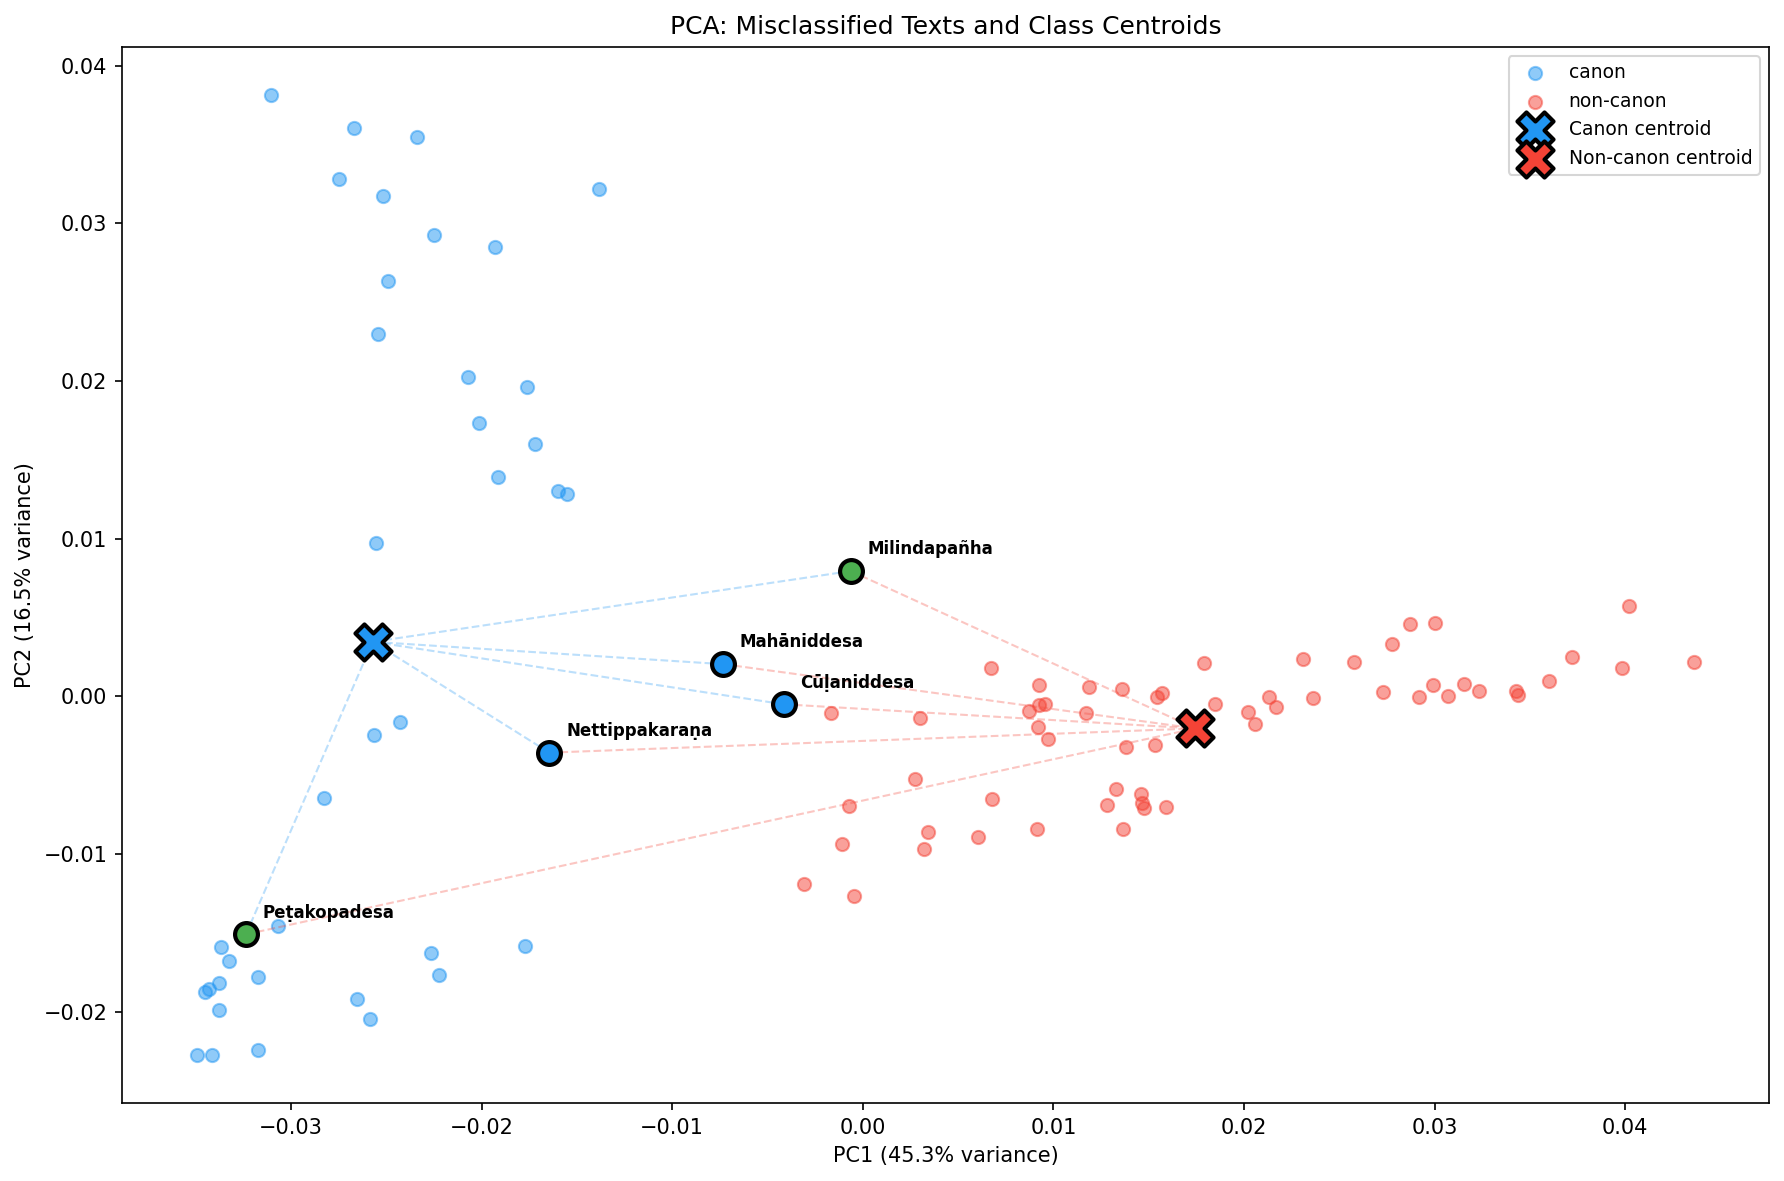 PCA: Misclassified Texts and Class Centroids
canon
non-canon
Canon centroid
Non-canon centroid
PC2 (16.5% variance)
0.04
0.03
0.02
0.01
0.00
−0.01
−0.02
Milindapañha
Mahāniddesa
Cūḷaniddesa
Nettippakaraṇa
Peṭakopadesa
−0.03
−0.02
−0.01
0.00
0.01
0.02
0.03
0.04
PC1 (45.3% variance)